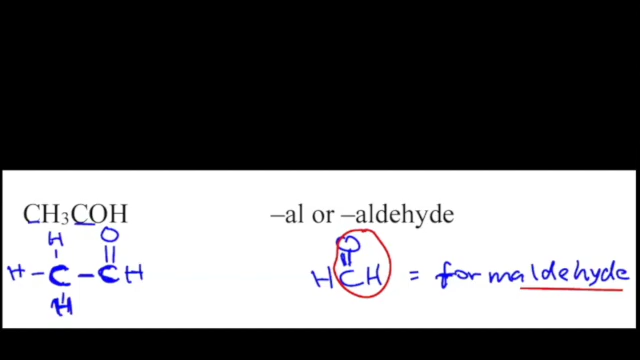 CH₃COH –al or –aldehyde
H O O
H – C – C H H C H = formaldehyde
H